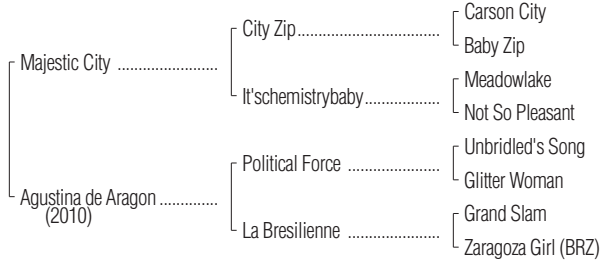 Carson City
City Zip..................................
Baby Zip
Majestic City ........................
It'schemistrybaby..................
Meadowlake
Not So Pleasant
Political Force ......................
Unbridled's Song
Glitter Woman
Agustina de Aragon ..............
(2010)
La Bresilienne ......................
Grand Slam
Zaragoza Girl (BRZ)